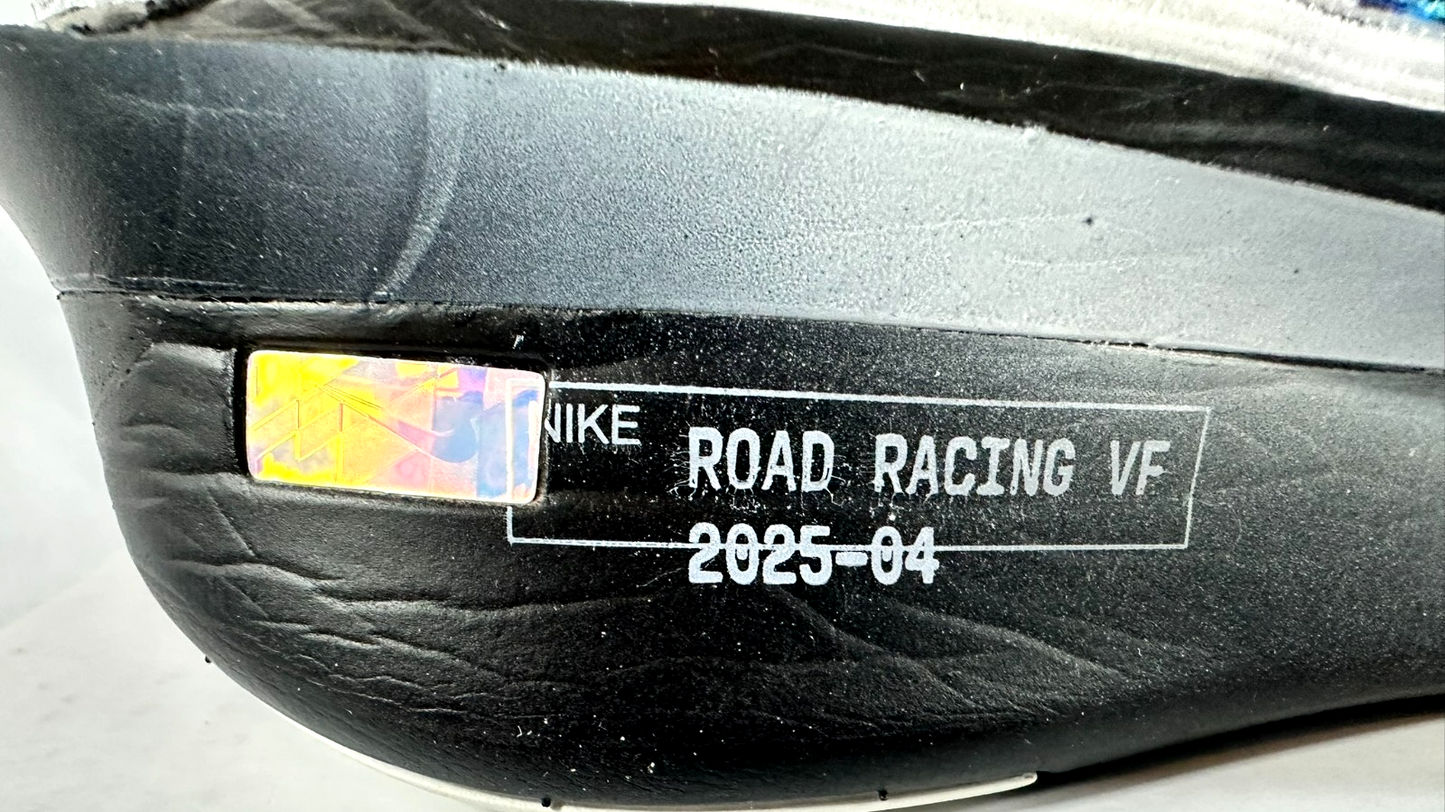 NIKE
ROAD RACING VF
2025-04